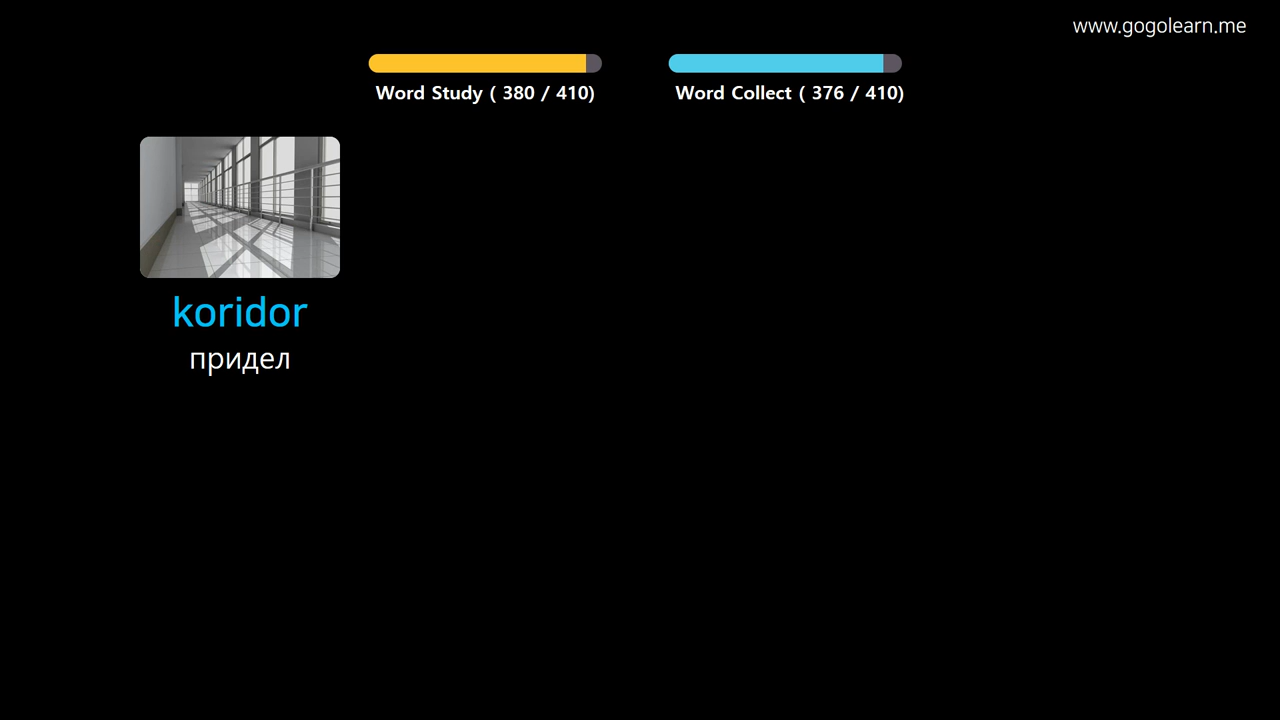 www.gogolearn.me
Word Study ( 380 / 410)
Word Collect ( 376 / 410)
koridor
придел